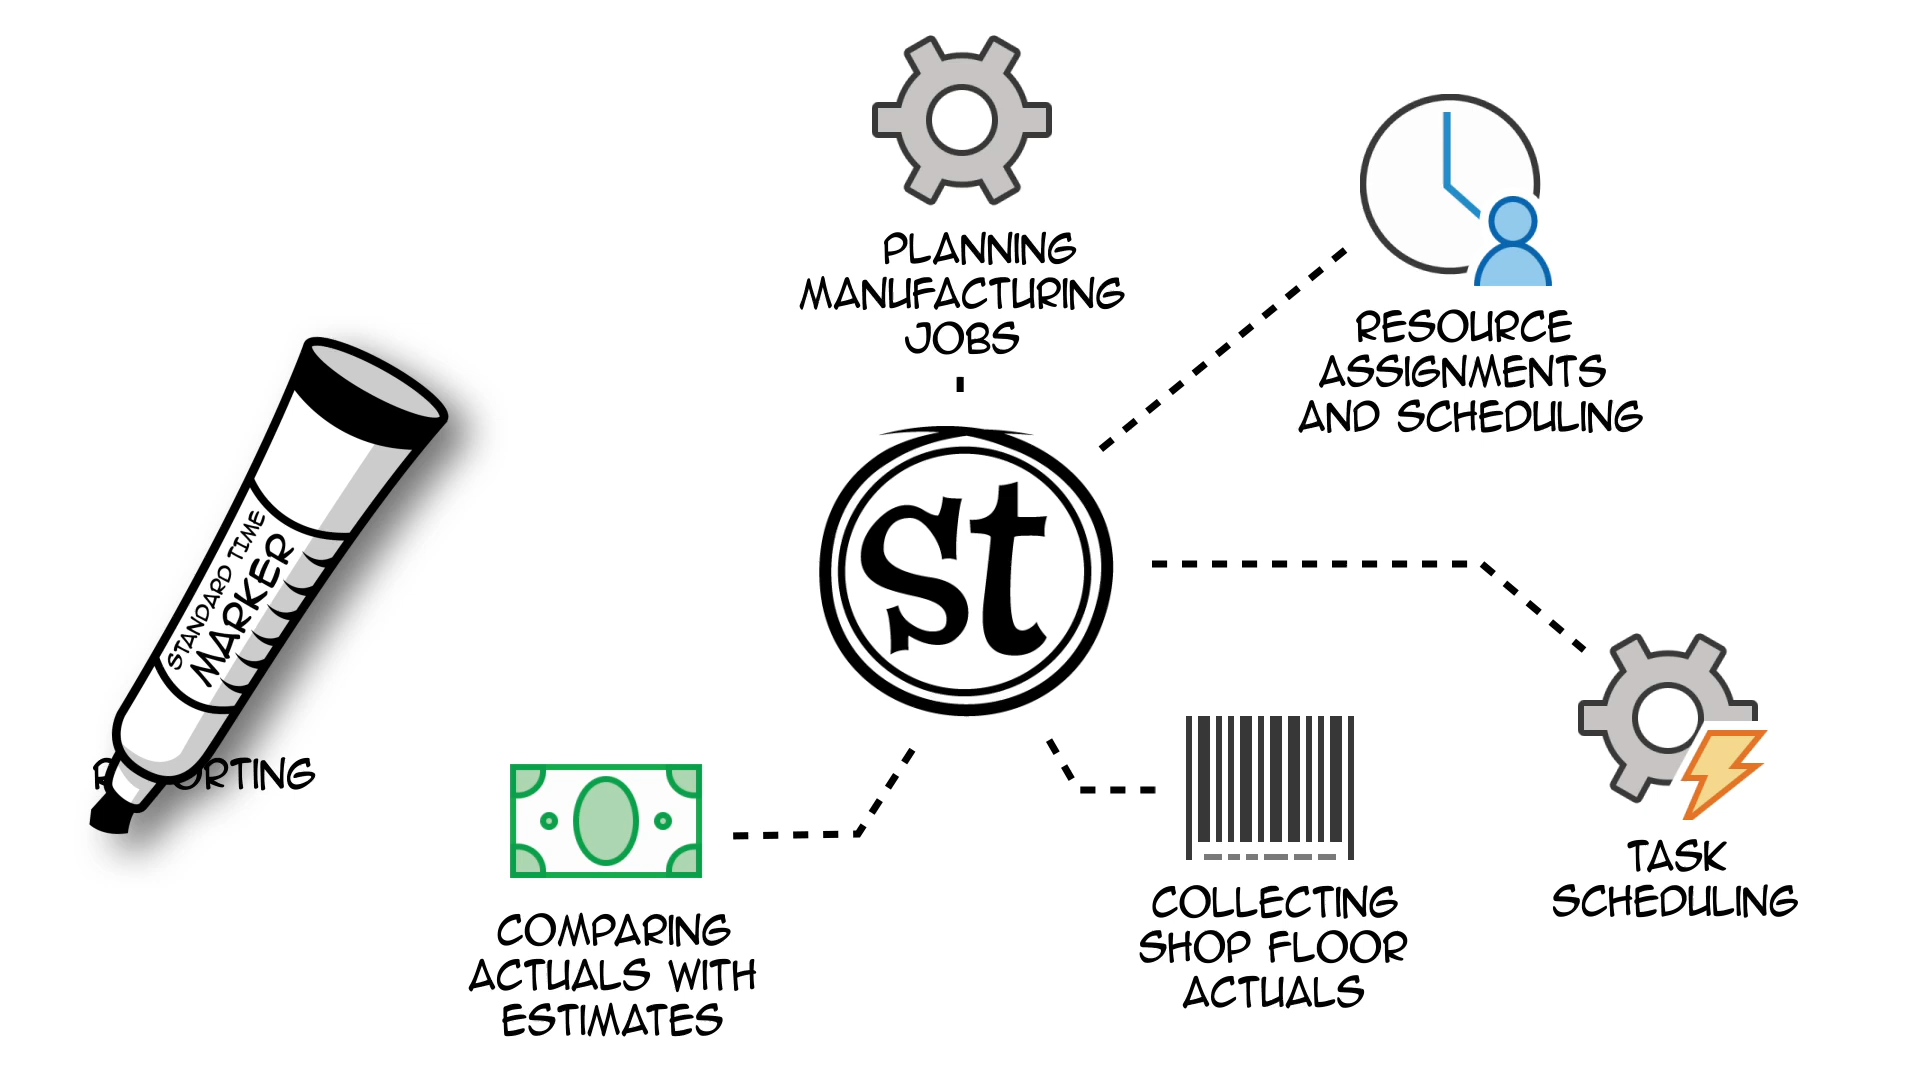 PLANNING
MANUFACTURING
JOBS
RESOURCE
ASSIGNMENTS
AND SCHEDULING
st
STANDARD TIME
MARKER
TASK
SCHEDULING
COLLECTING
SHOP FLOOR
ACTUALS
COMPARING
ACTUALS WITH
ESTIMATES